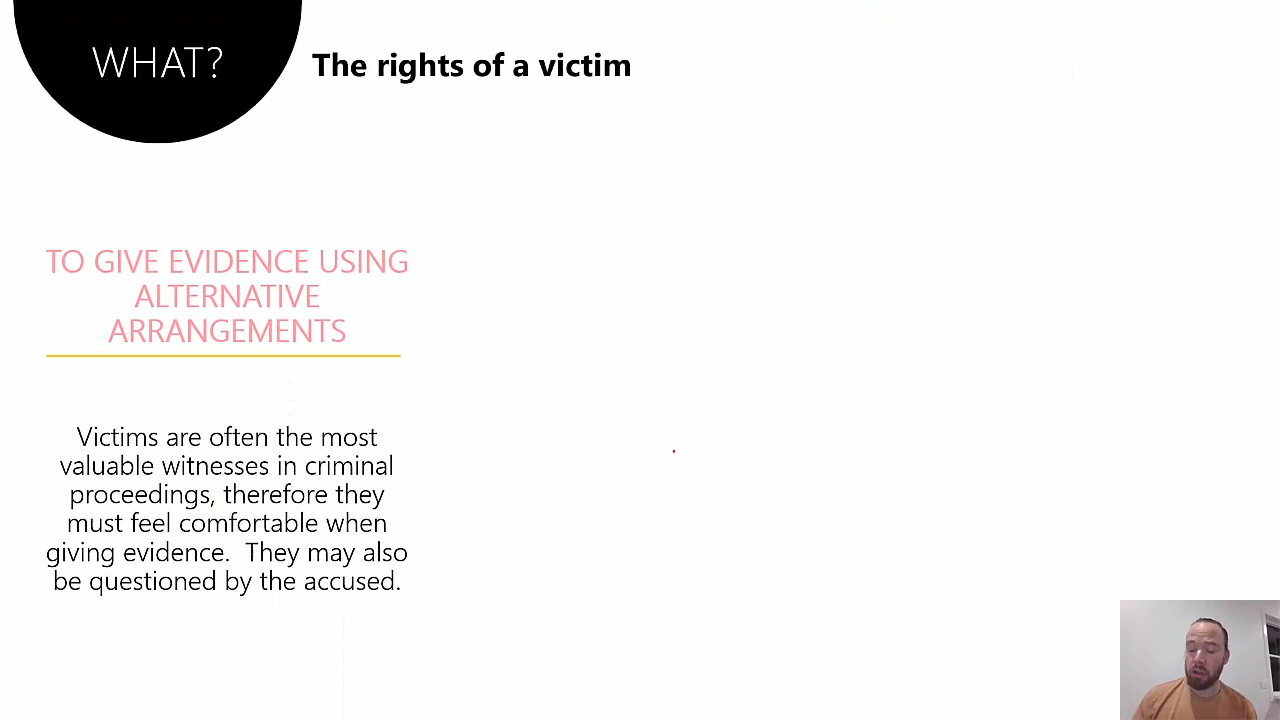 WHAT?
The rights of a victim
TO GIVE EVIDENCE USING
ALTERNATIVE
ARRANGEMENTS
Victims are often the most
valuable witnesses in criminal
proceedings, therefore they
must feel comfortable when
giving evidence.  They may also
be questioned by the accused.